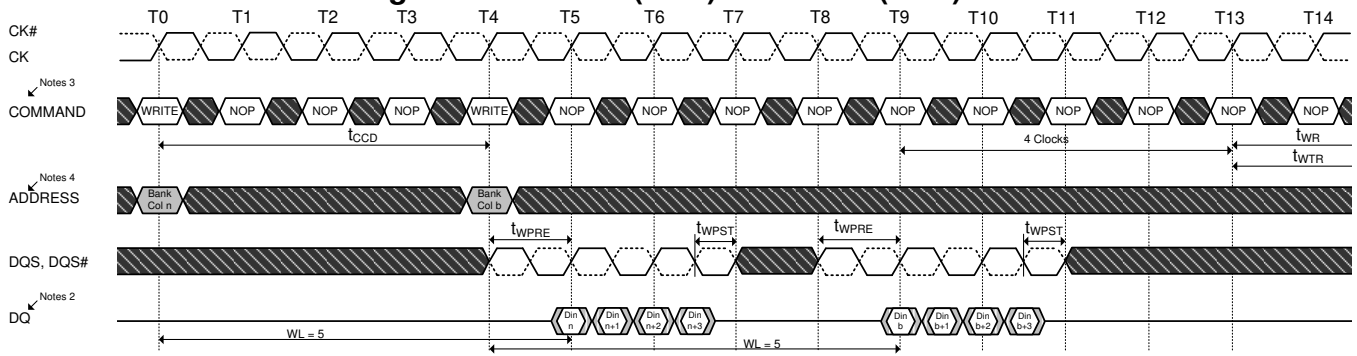 T0 T1 T2 T3 T4 T5 T6 T7 T8 T9 T10 T11 T12 T13 T14
CK#
CK
Notes 3
COMMAND WRITE NOP NOP NOP WRITE NOP NOP NOP NOP NOP NOP NOP NOP NOP NOP
tCCD 4 Clocks tWR
tWTR
Notes 4
ADDRESS Bank Col n Bank Col b
tWPRE tWPST tWPRE tWPST
DQS, DQS#
Notes 2
DQ Din n Din n+1 Din n+2 Din n+3 Din b Din b+1 Din b+2 Din b+3
WL = 5 WL = 5